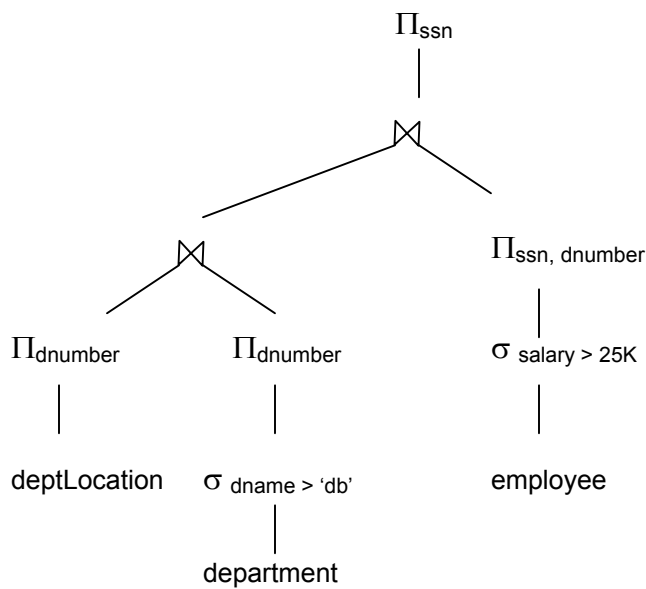 Πssn
⋈
⋈
Πssn, dnumber
Πdnumber Πdnumber σ salary > 25K
deptLocation σ dname > ‘db’ employee
department